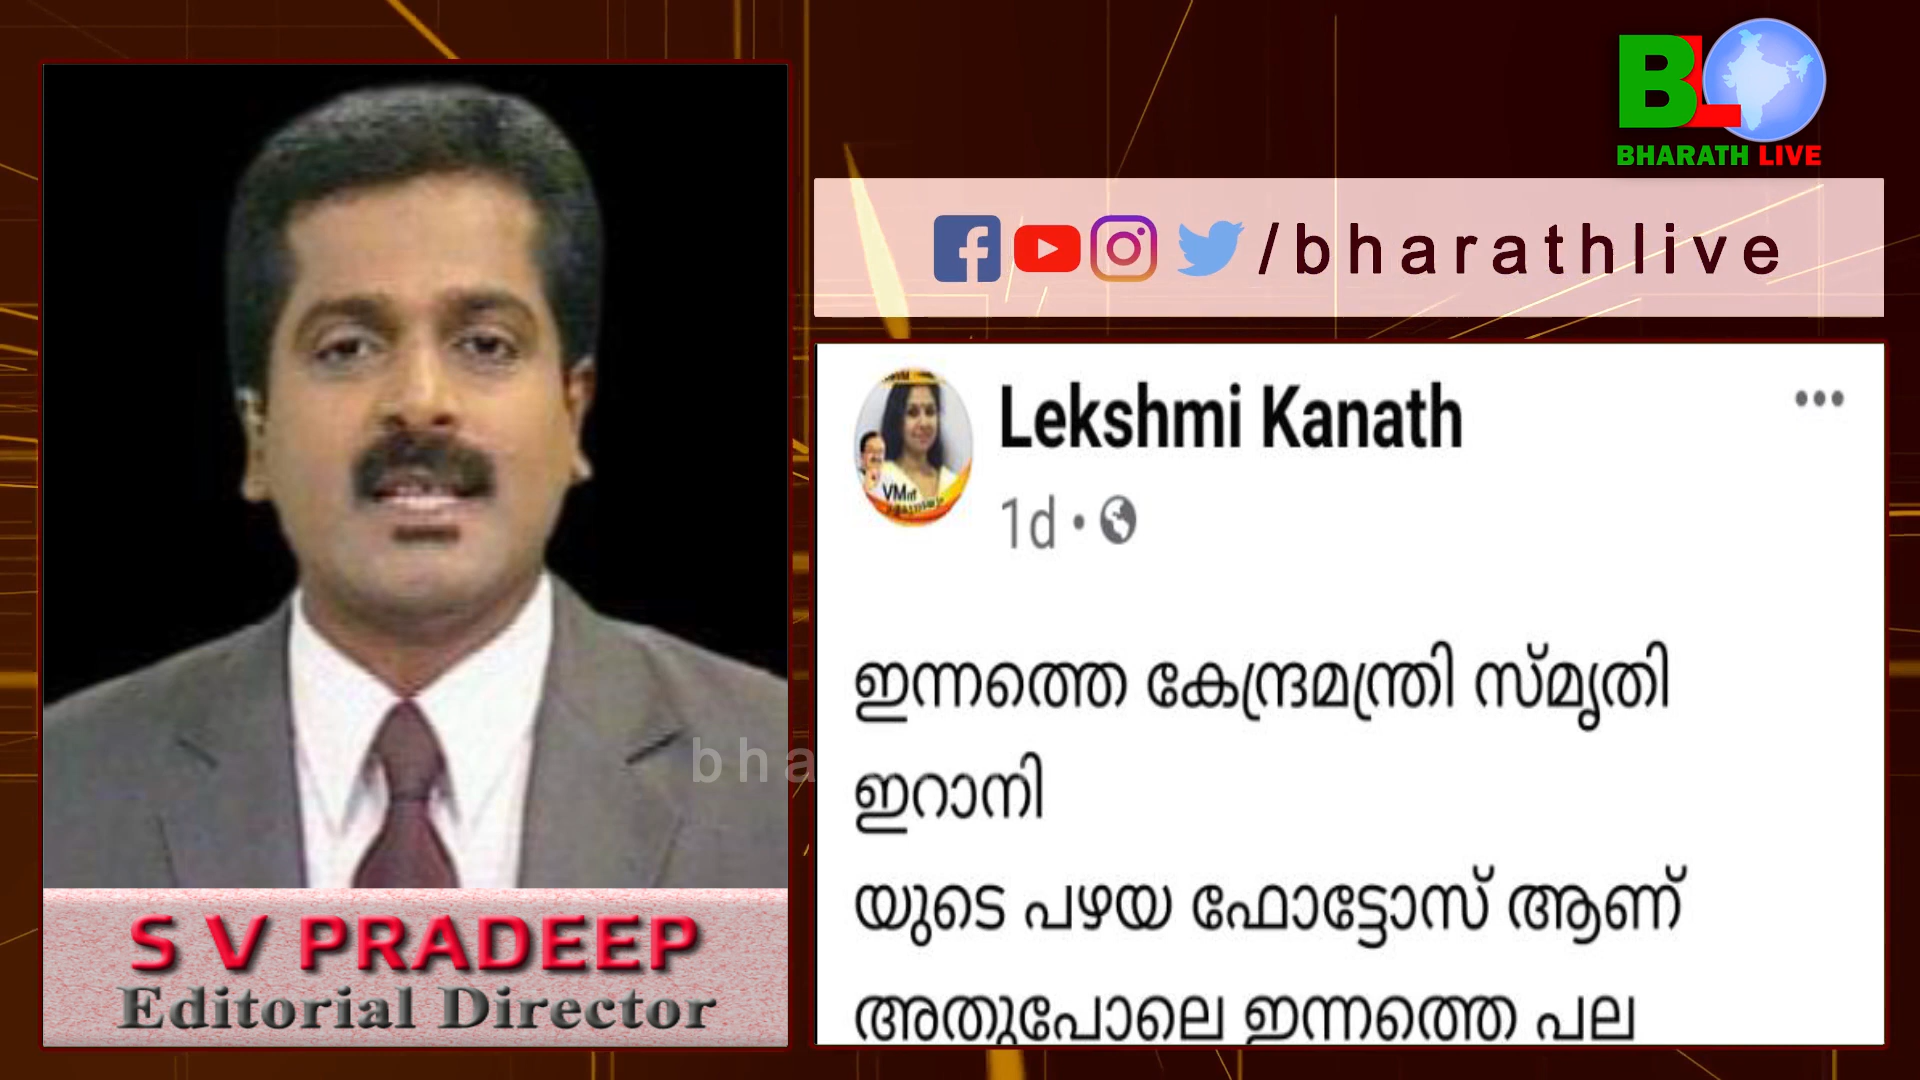 BL
BHARATH LIVE
/bharathlive
Lekshmi Kanath
1d
ഇന്നത്തെ കേന്ദ്രമന്ത്രി സ്മൃതി
ഇറാനി
യുടെ പഴയ ഫോട്ടോസ് ആണ്
അതുപോലെ ഇന്നത്തെ പല
bha
S V PRADEEP
Editorial Director